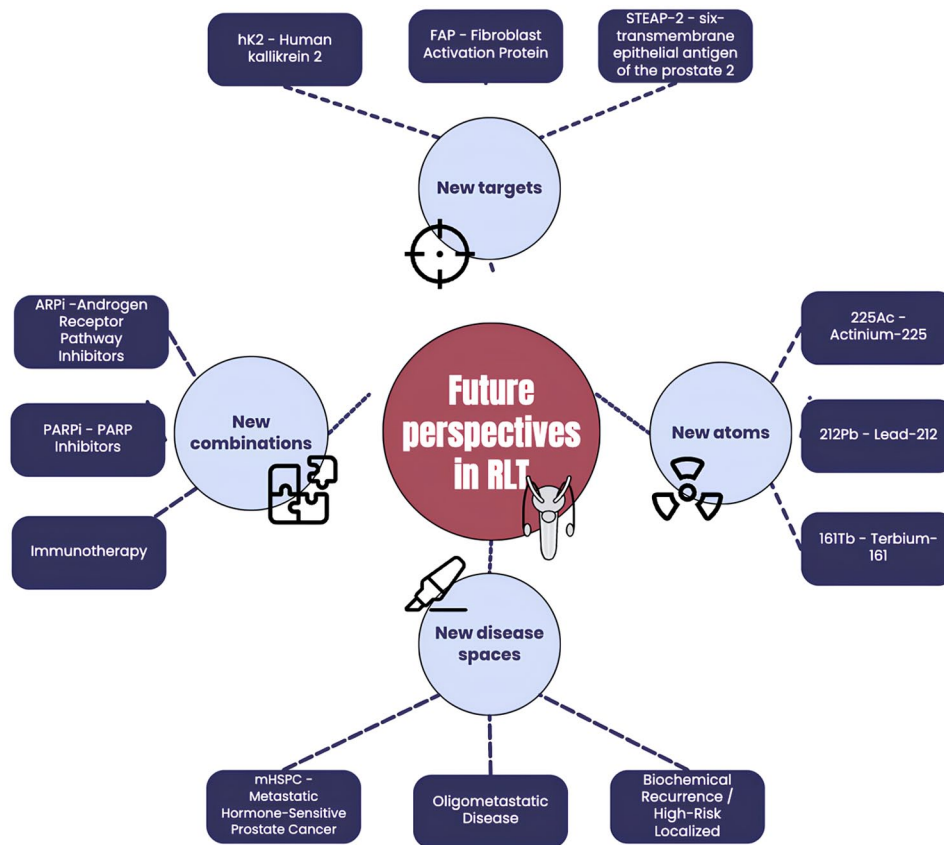 hK2 - Human
kallikrein 2
FAP - Fibroblast
Activation Protein
STEAP-2 - six-
transmembrane
epithelial antigen
of the prostate 2
New targets
ARPi -Androgen
Receptor
Pathway
Inhibitors
PARPi - PARP
Inhibitors
Immunotherapy
New
combinations
Future
perspectives
in RLT
New atoms
225Ac -
Actinium-225
212Pb - Lead-212
161Tb - Terbium-
161
New disease
spaces
mHSPC -
Metastatic
Hormone-Sensitive
Prostate Cancer
Oligometastatic
Disease
Biochemical
Recurrence /
High-Risk
Localized